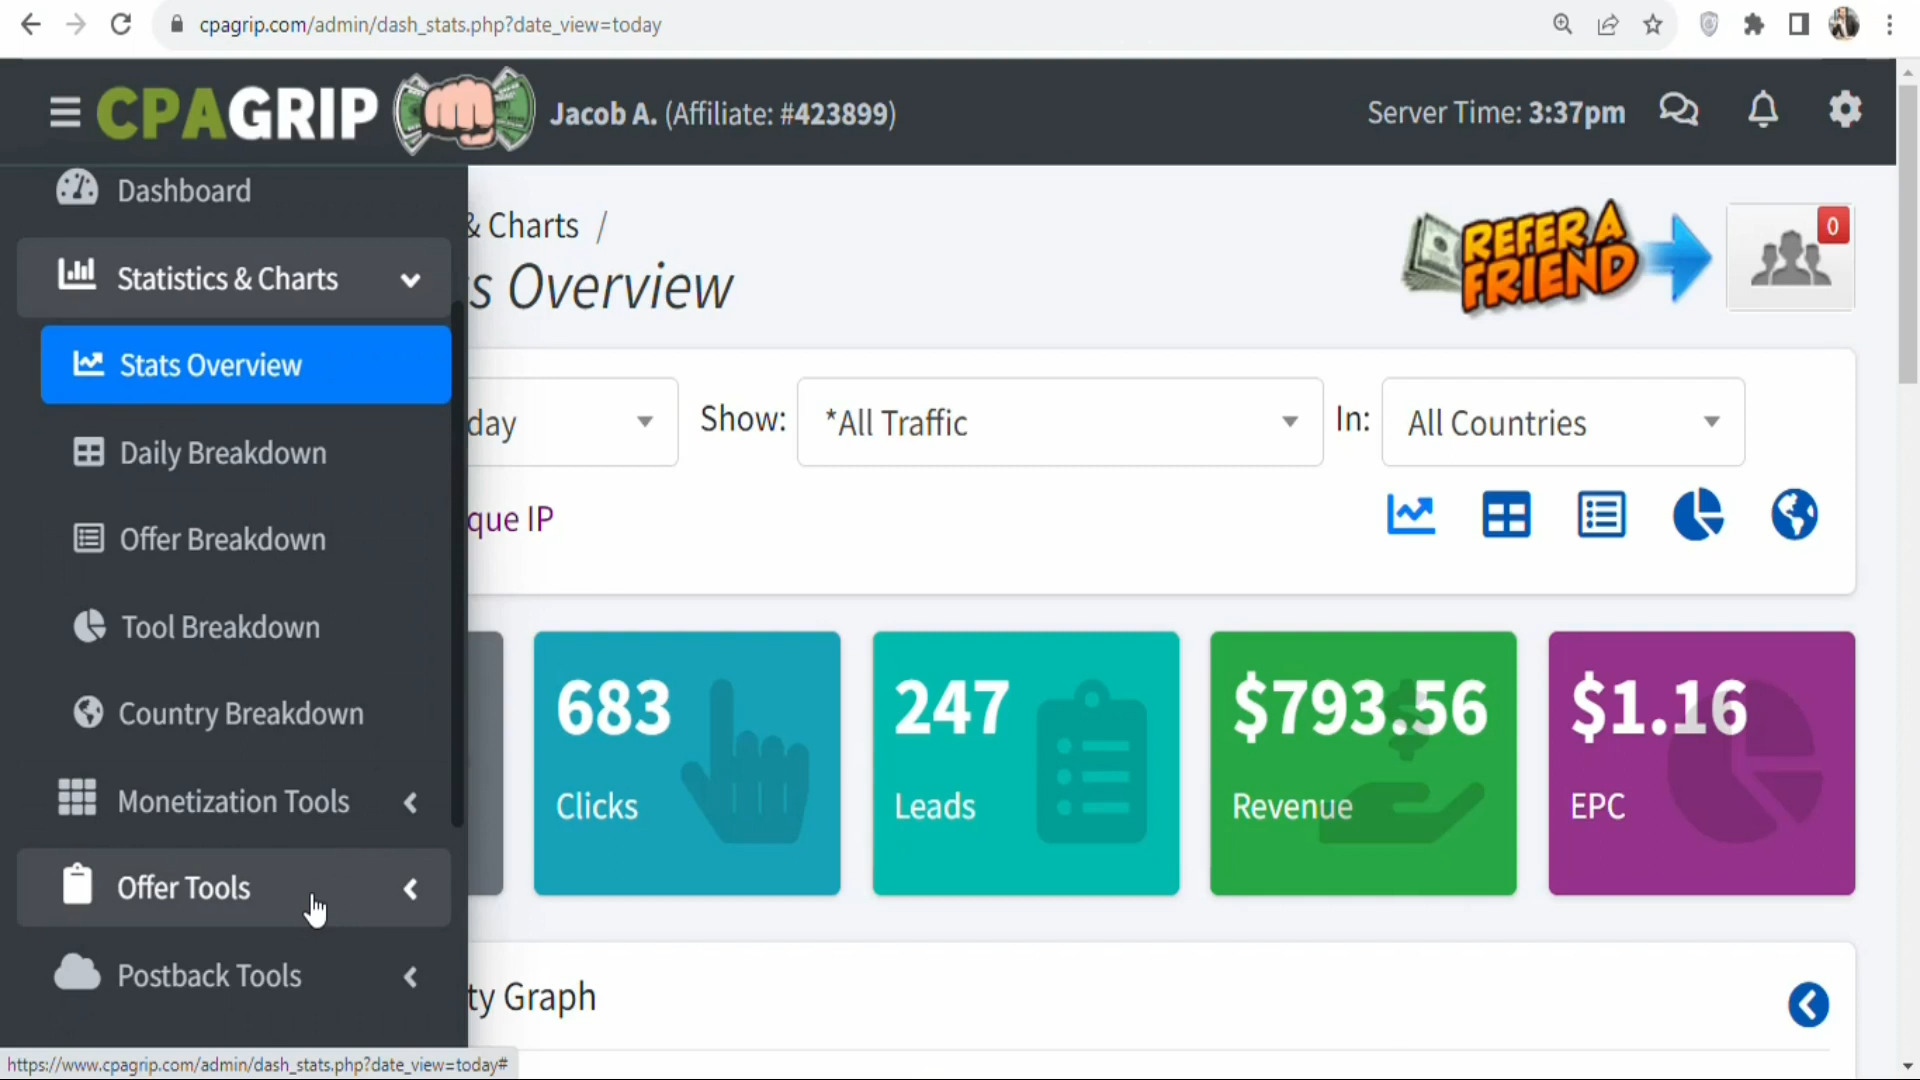 cpagrip.com/admin/dash_stats.php?date_view=today
CPAGRIP
Jacob A. (Affiliate: #423899)
Server Time: 3:37pm
Dashboard
Statistics & Charts
Stats Overview
Daily Breakdown
Offer Breakdown
Tool Breakdown
Country Breakdown
Monetization Tools
Offer Tools
Postback Tools
& Charts /
s Overview
REFER A
FRIEND
0
day
Show:
*All Traffic
In:
All Countries
que IP
683
Clicks
247
Leads
$793.56
Revenue
$1.16
EPC
ty Graph
https://www.cpagrip.com/admin/dash_stats.php?date_view=today#